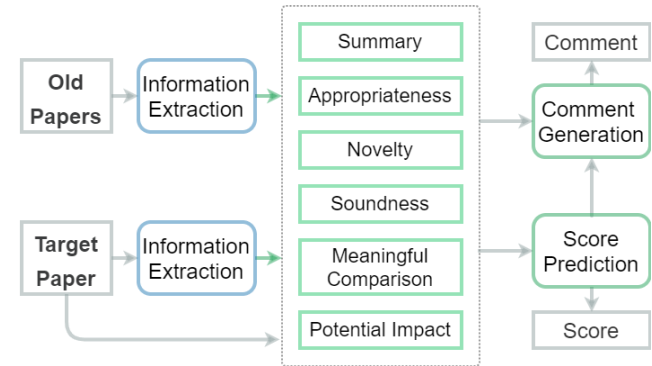 Old
Papers
Information
Extraction
Target
Paper
Information
Extraction
Summary
Appropriateness
Novelty
Soundness
Meaningful
Comparison
Potential Impact
Comment
Comment
Generation
Score
Prediction
Score